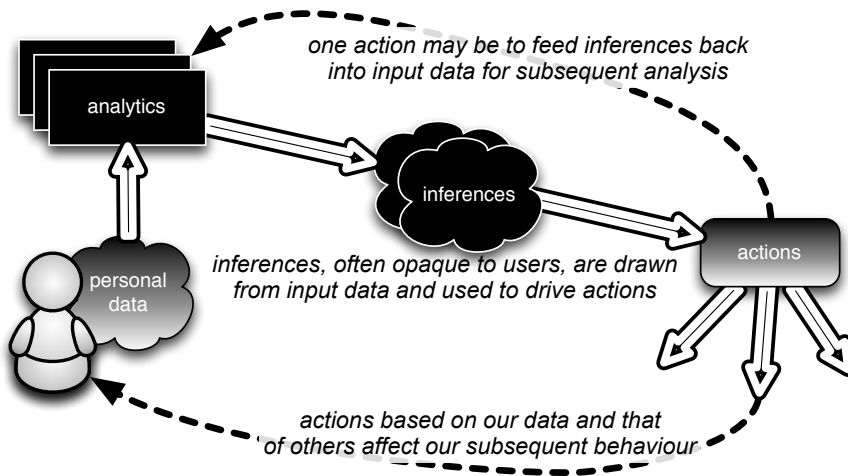 one action may be to feed inferences back
into input data for subsequent analysis
analytics
inferences
actions
personal
data
inferences, often opaque to users, are drawn
from input data and used to drive actions
actions based on our data and that
of others affect our subsequent behaviour